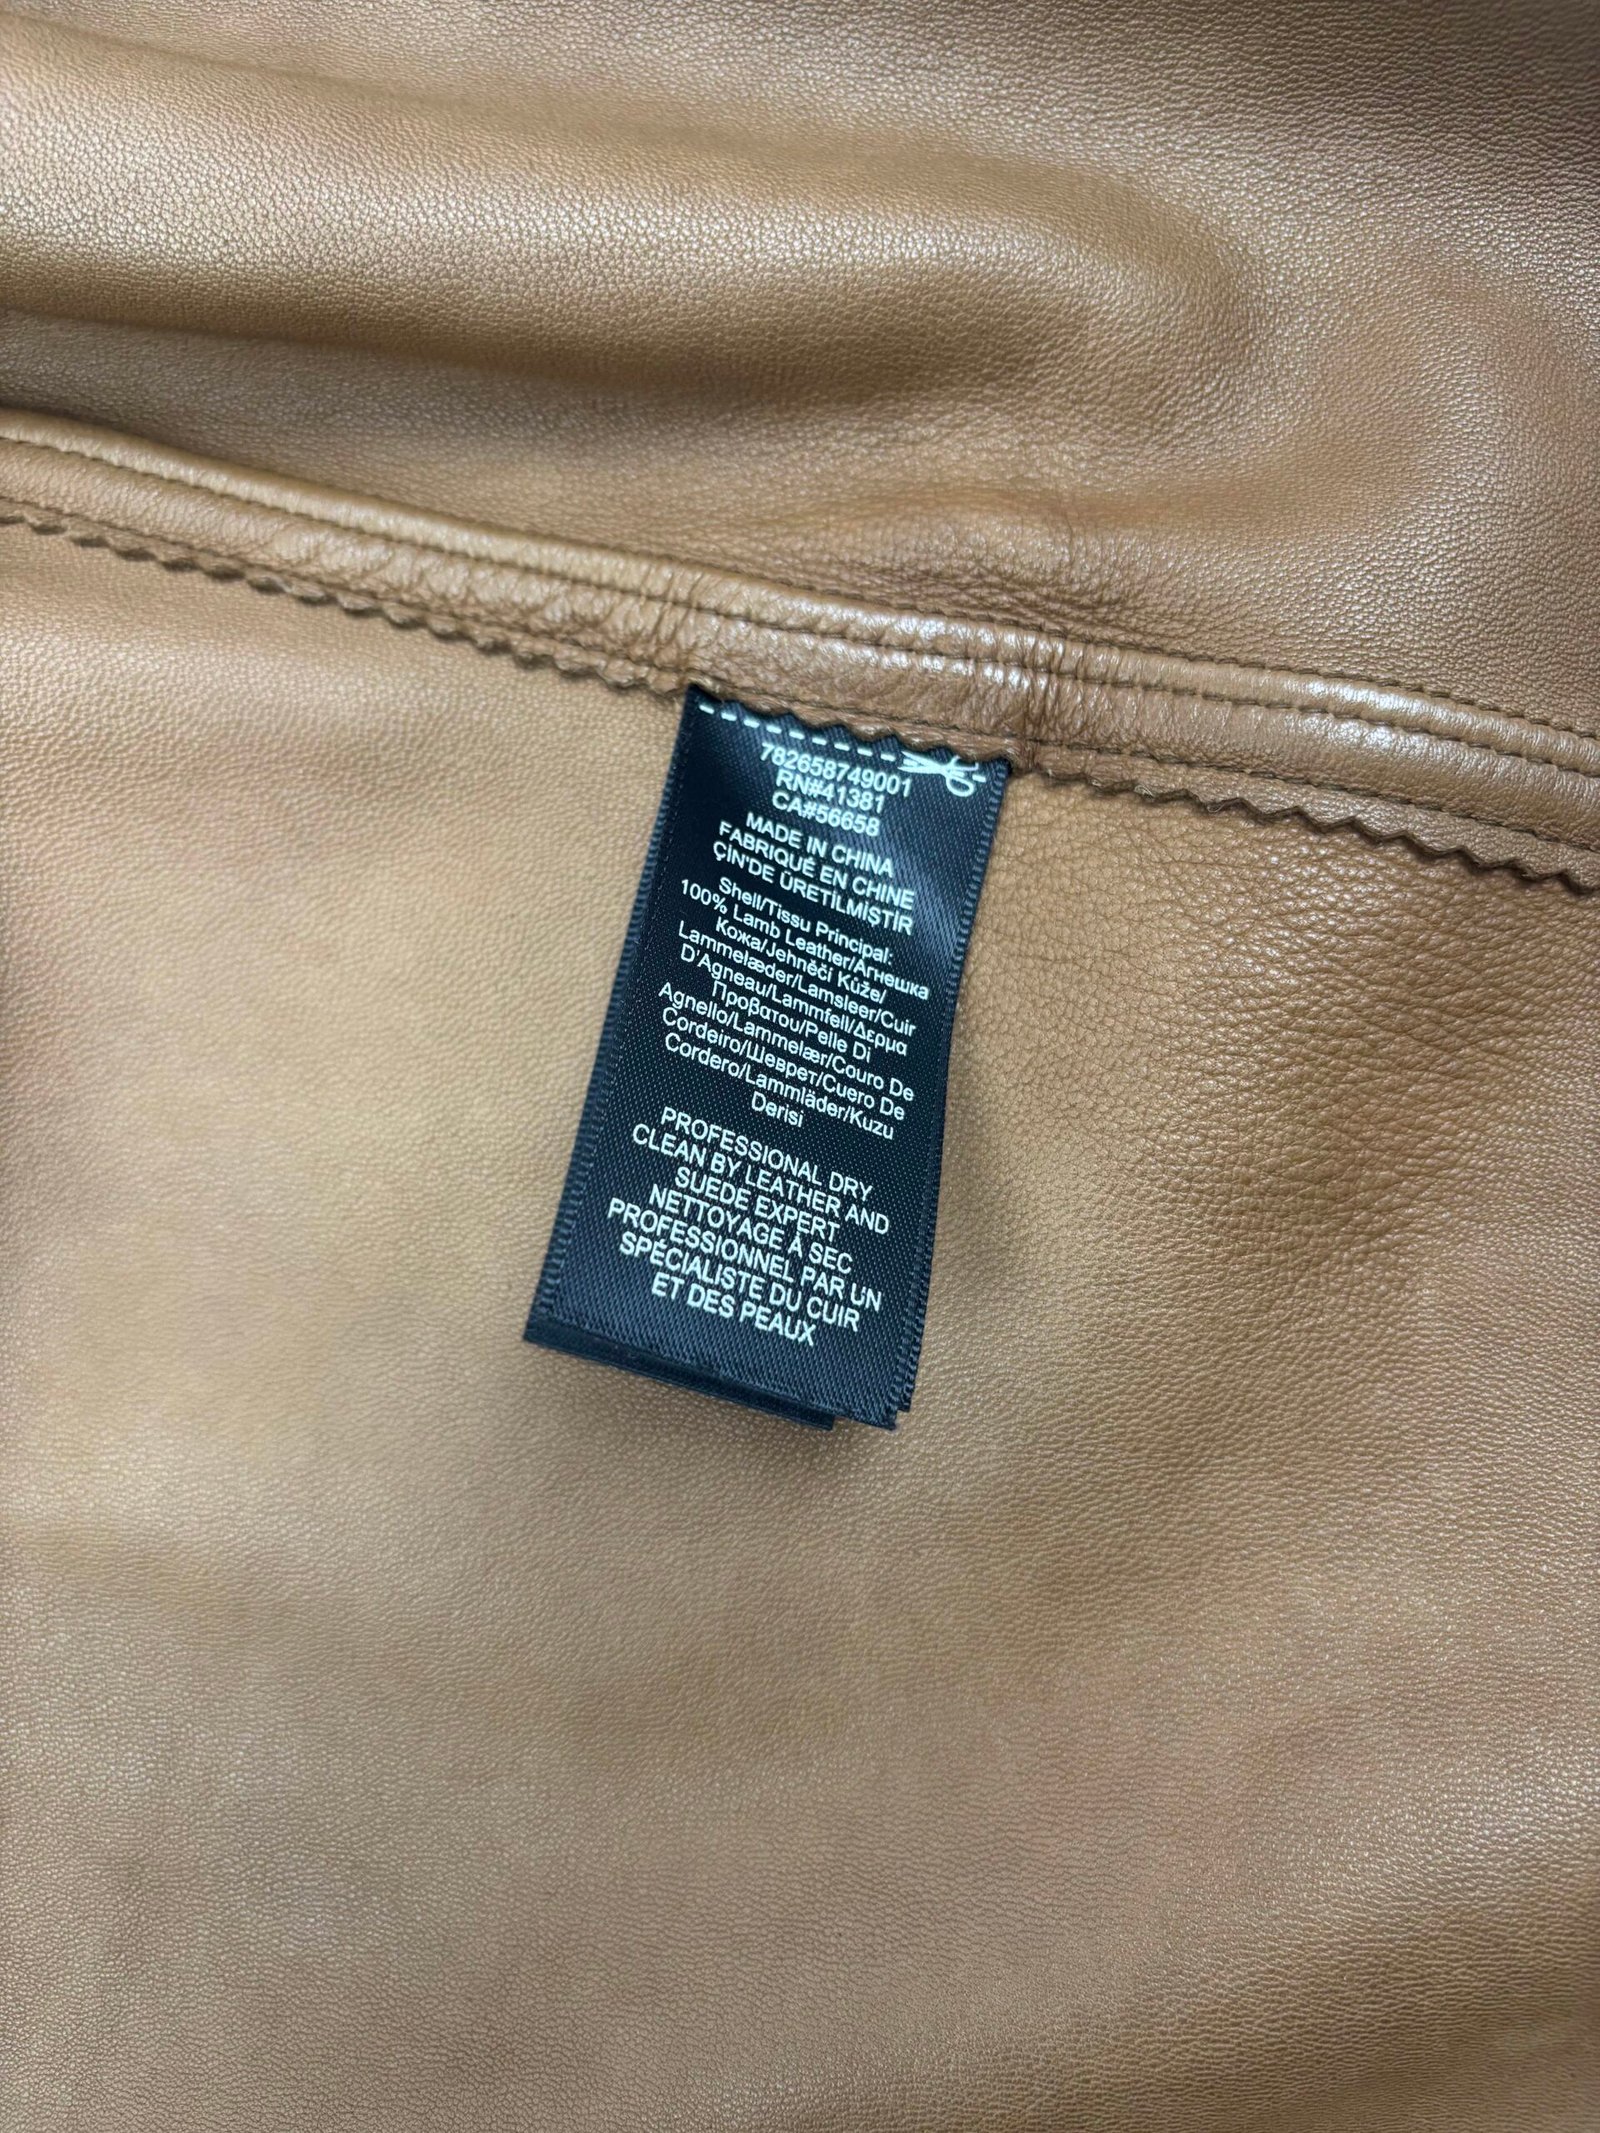 782658749001
RN#41381
CA#56658
MADE IN CHINA
FABRIQUÉ EN CHINE
ÇİN'DE ÜRETİLMİŞTİR
Shell/Tissu Principal:
100% Lamb Leather/Агнешка
Кожа/Jehněčí Kůže/
Lammelæder/Lamsleer/Cuir
D'Agneau/Lammfell/Δερμα
Προβατου/Pelle Di
Agnello/Lammelær/Couro De
Cordeiro/Шеврет/Cuero De
Cordero/Lammläder/Kuzu
Derisi
PROFESSIONAL DRY
CLEAN BY LEATHER AND
SUEDE EXPERT
NETTOYAGE À SEC
PROFESSIONNEL PAR UN
SPÉCIALISTE DU CUIR
ET DES PEAUX